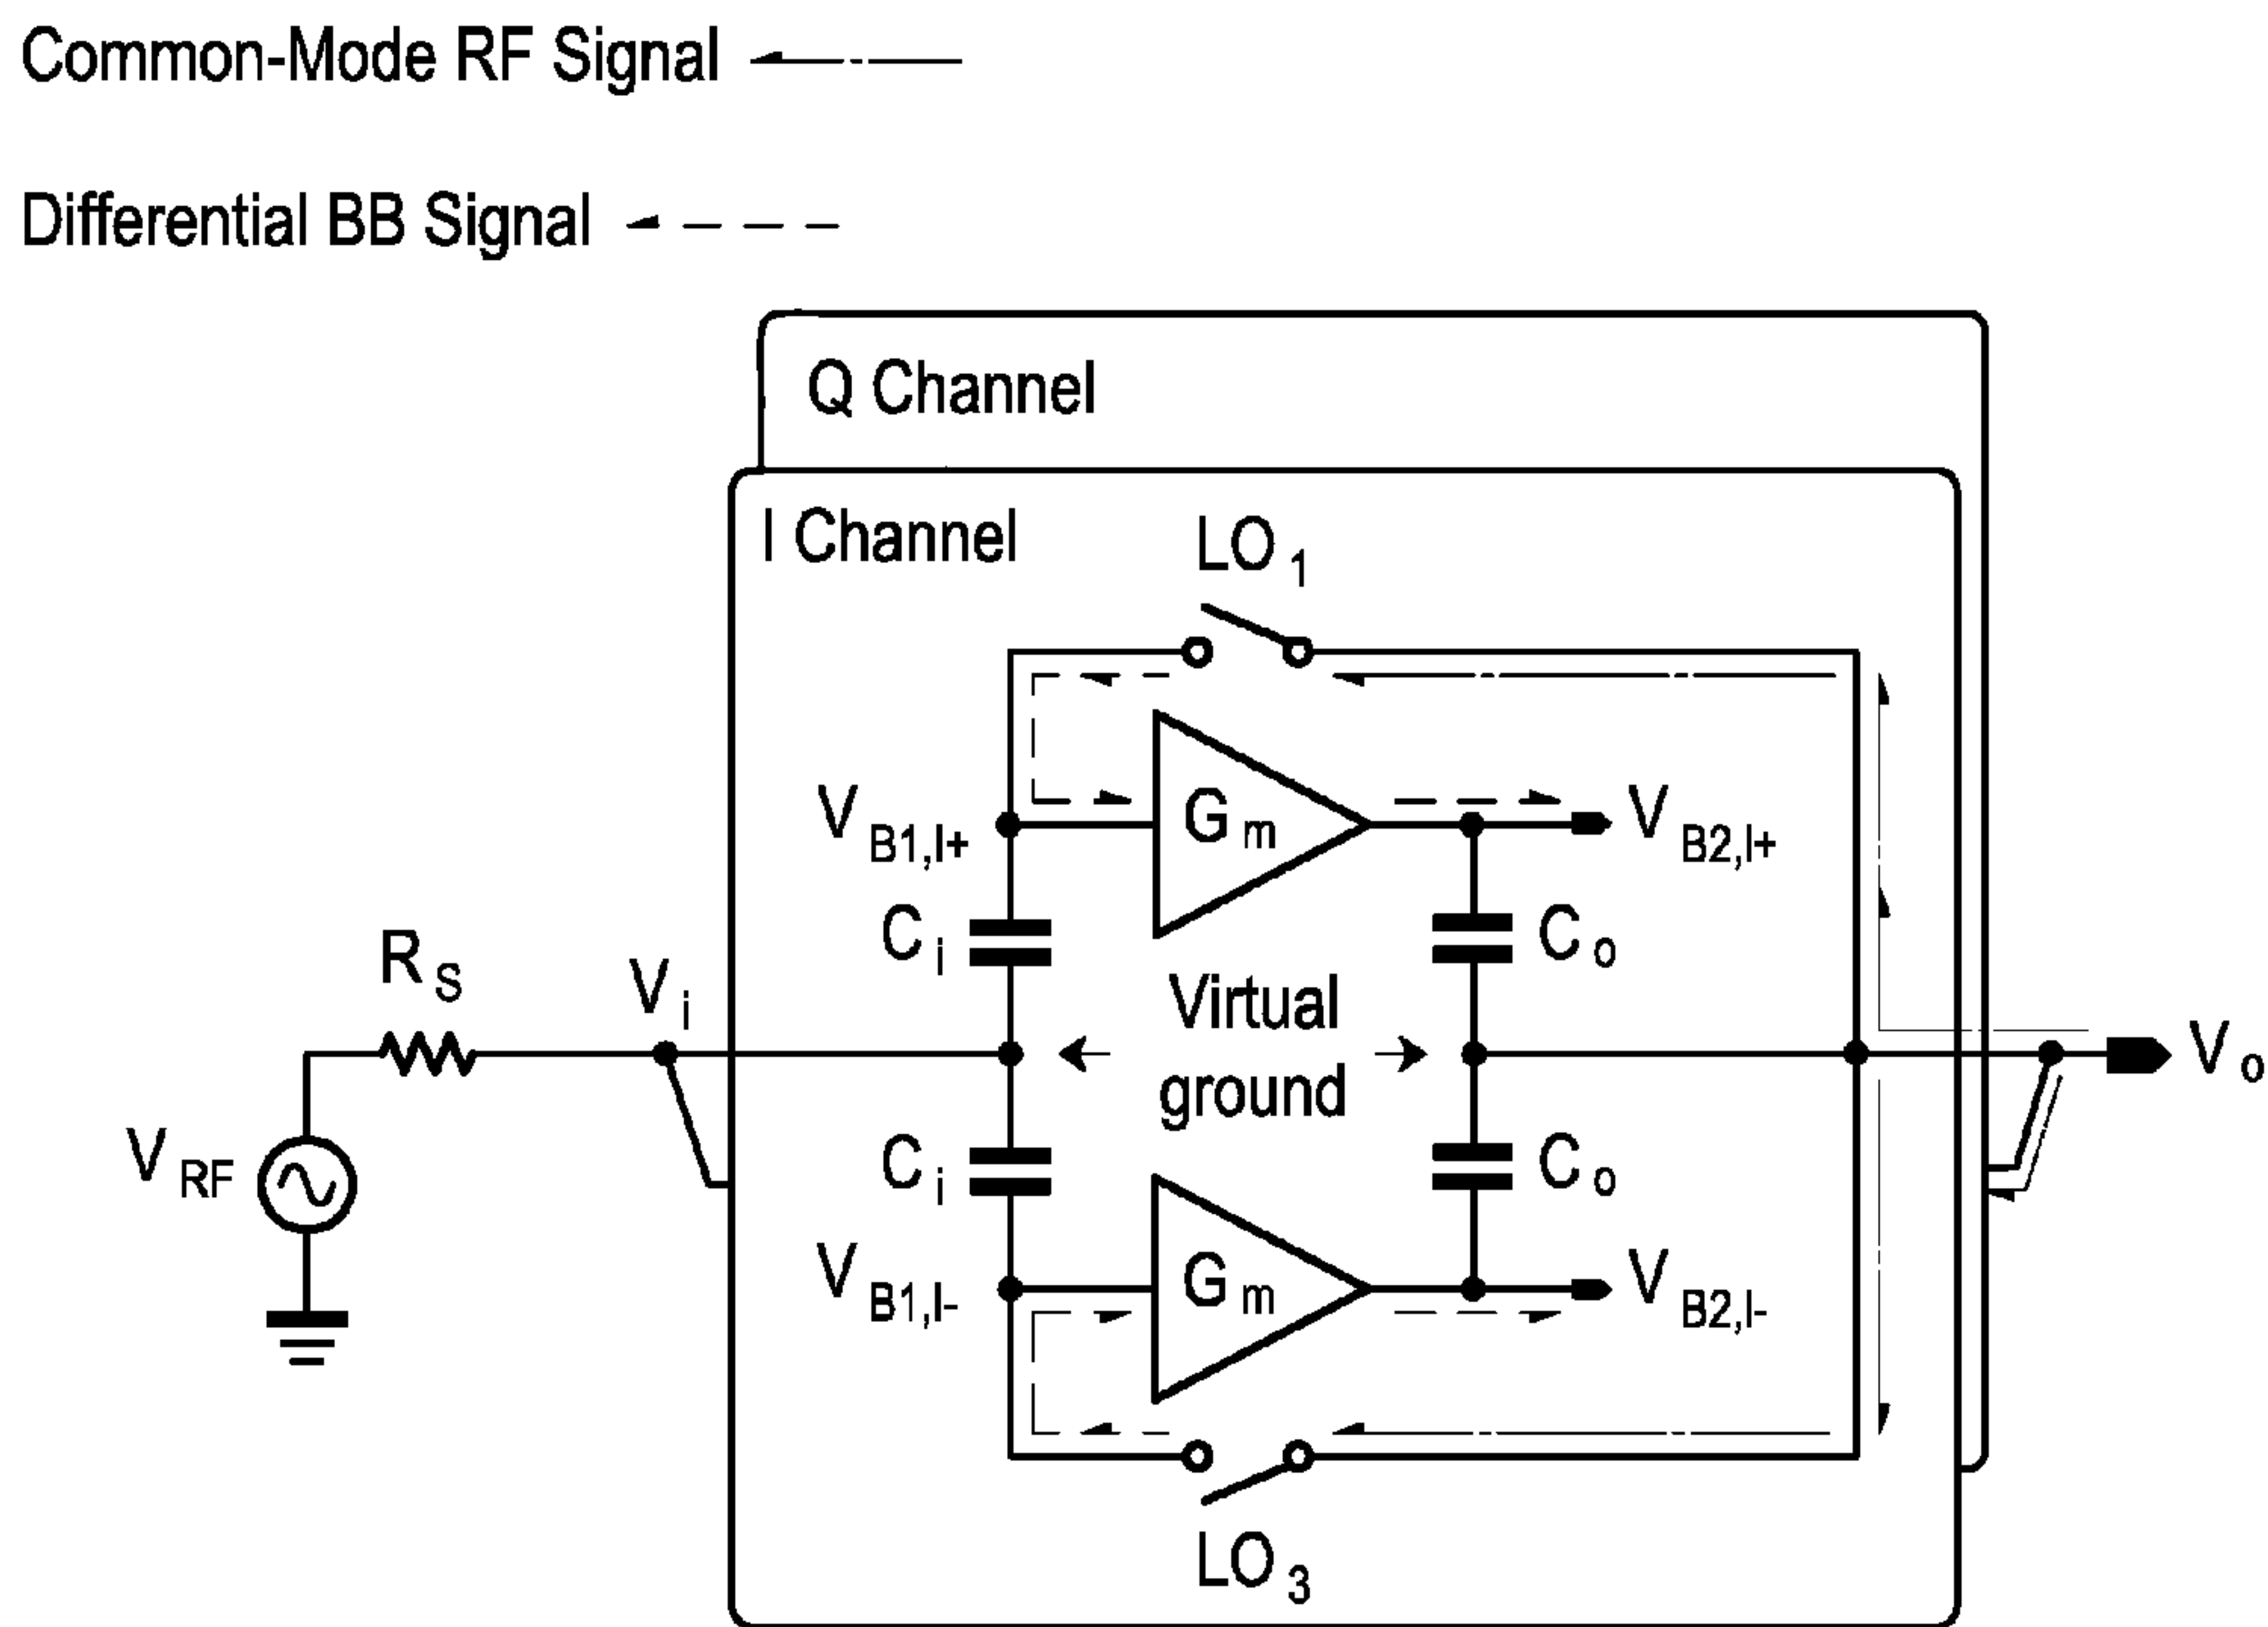 Common-Mode RF Signal
Differential BB Signal
Q Channel
I Channel
LO1
VB1,I+
Gm
VB2,I+
Ci
Co
RS
Vi
Virtual
ground
Vo
VRF
Ci
Co
VB1,I-
Gm
VB2,I-
LO3